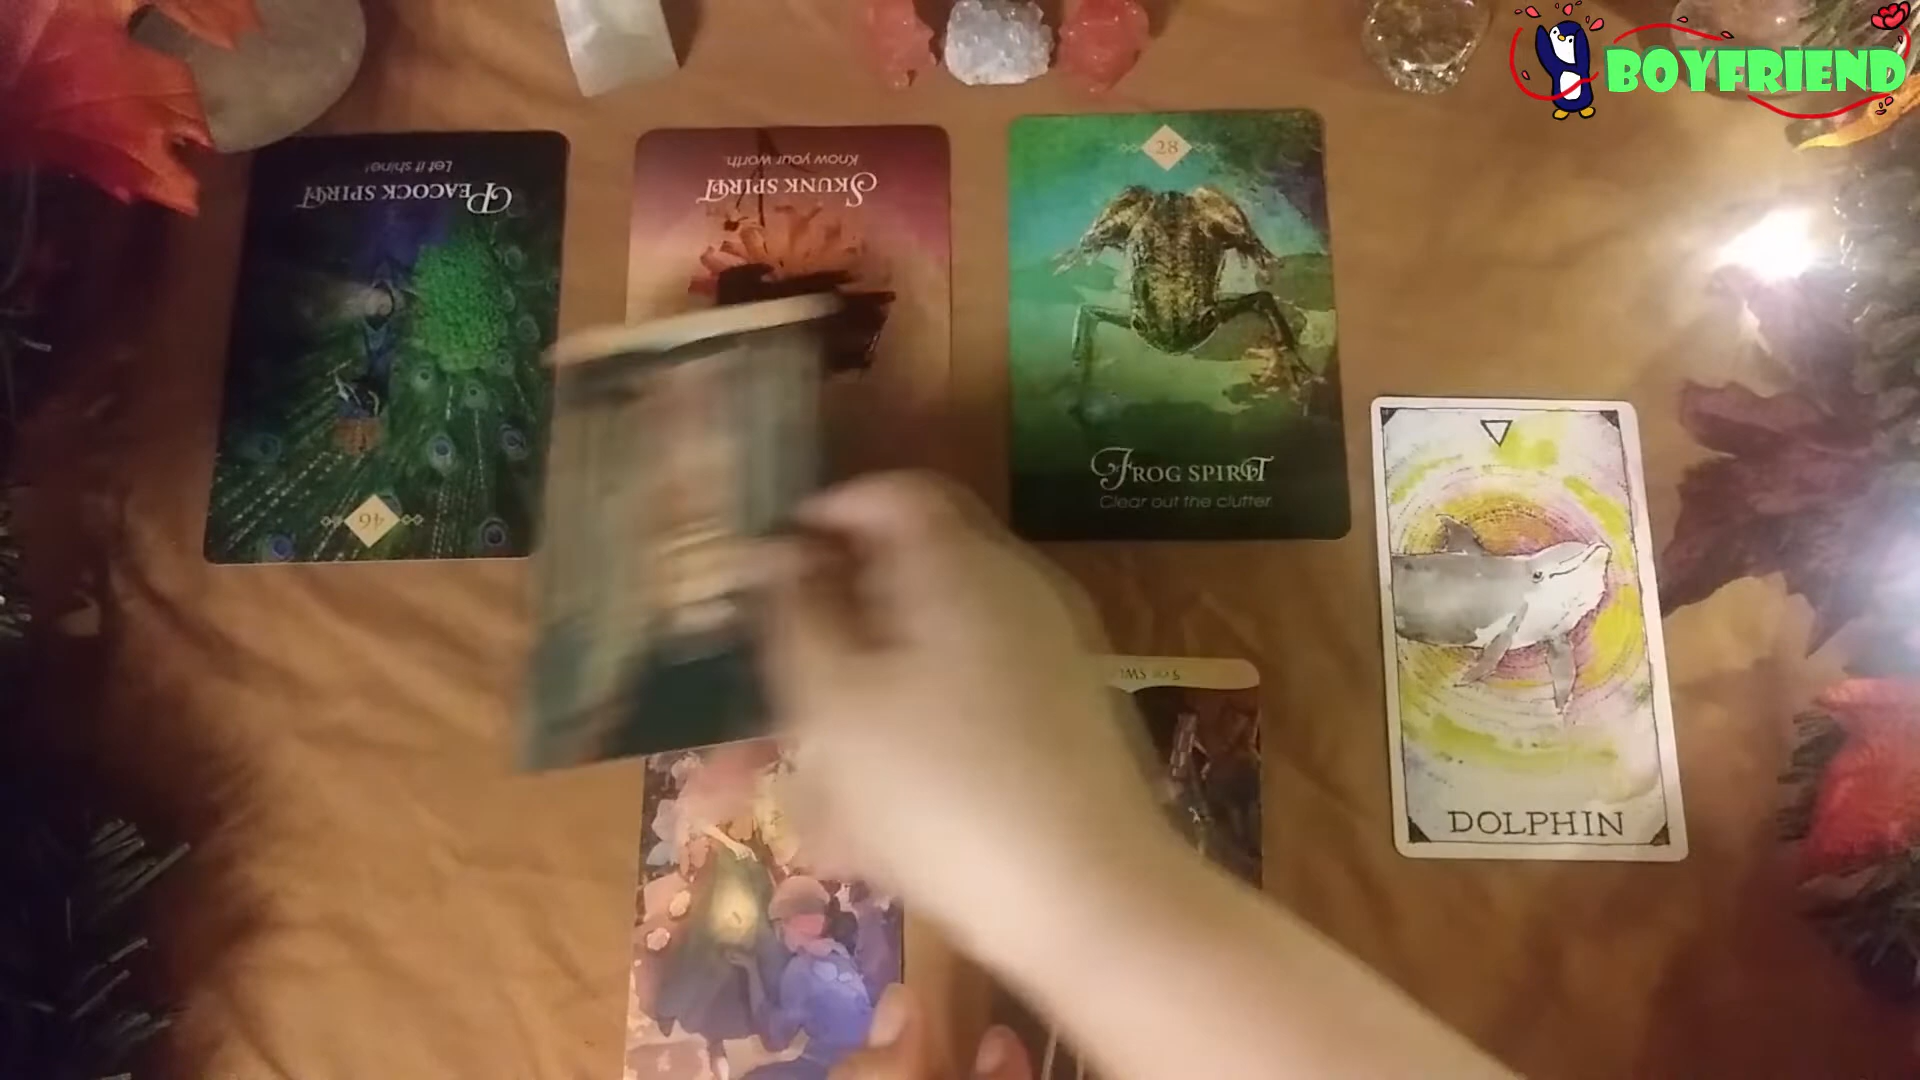 BOYFRIEND
Let it shine!
PEACOCK SPIRIT
46
Know your worth.
SKUNK SPIRIT
28
FROG SPIRIT
Clear out the clutter.
DOLPHIN